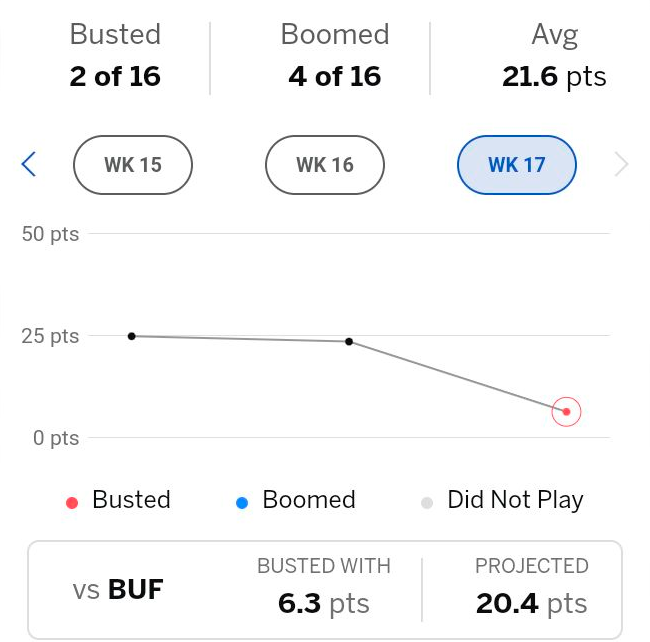 Busted Boomed Avg
2 of 16 4 of 16 21.6 pts
WK 15 WK 16 WK 17
50 pts
25 pts
0 pts
Busted Boomed Did Not Play
BUSTED WITH PROJECTED
vs BUF 6.3 pts 20.4 pts